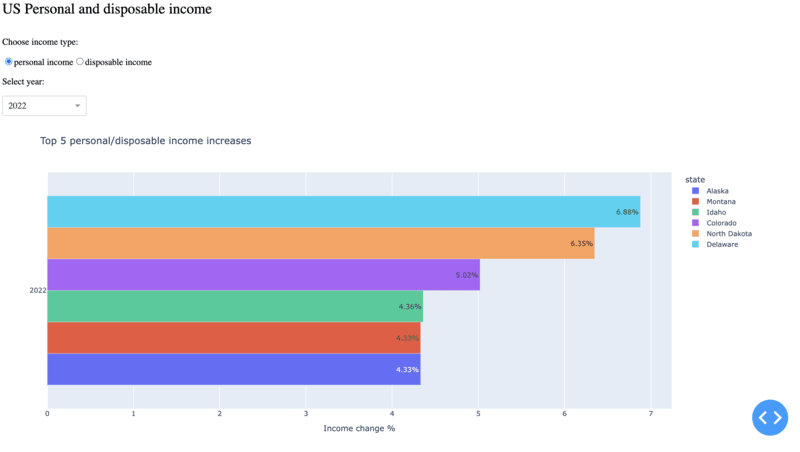 US Personal and disposable income
Choose income type:
personal income disposable income
Select year:
2022
Top 5 personal/disposable income increases
state
Alaska
Montana
Idaho
Colorado
North Dakota
Delaware
6.88%
6.35%
5.02%
2022
4.36%
4.33%
4.33%
0 1 2 3 4 5 6 7
Income change %